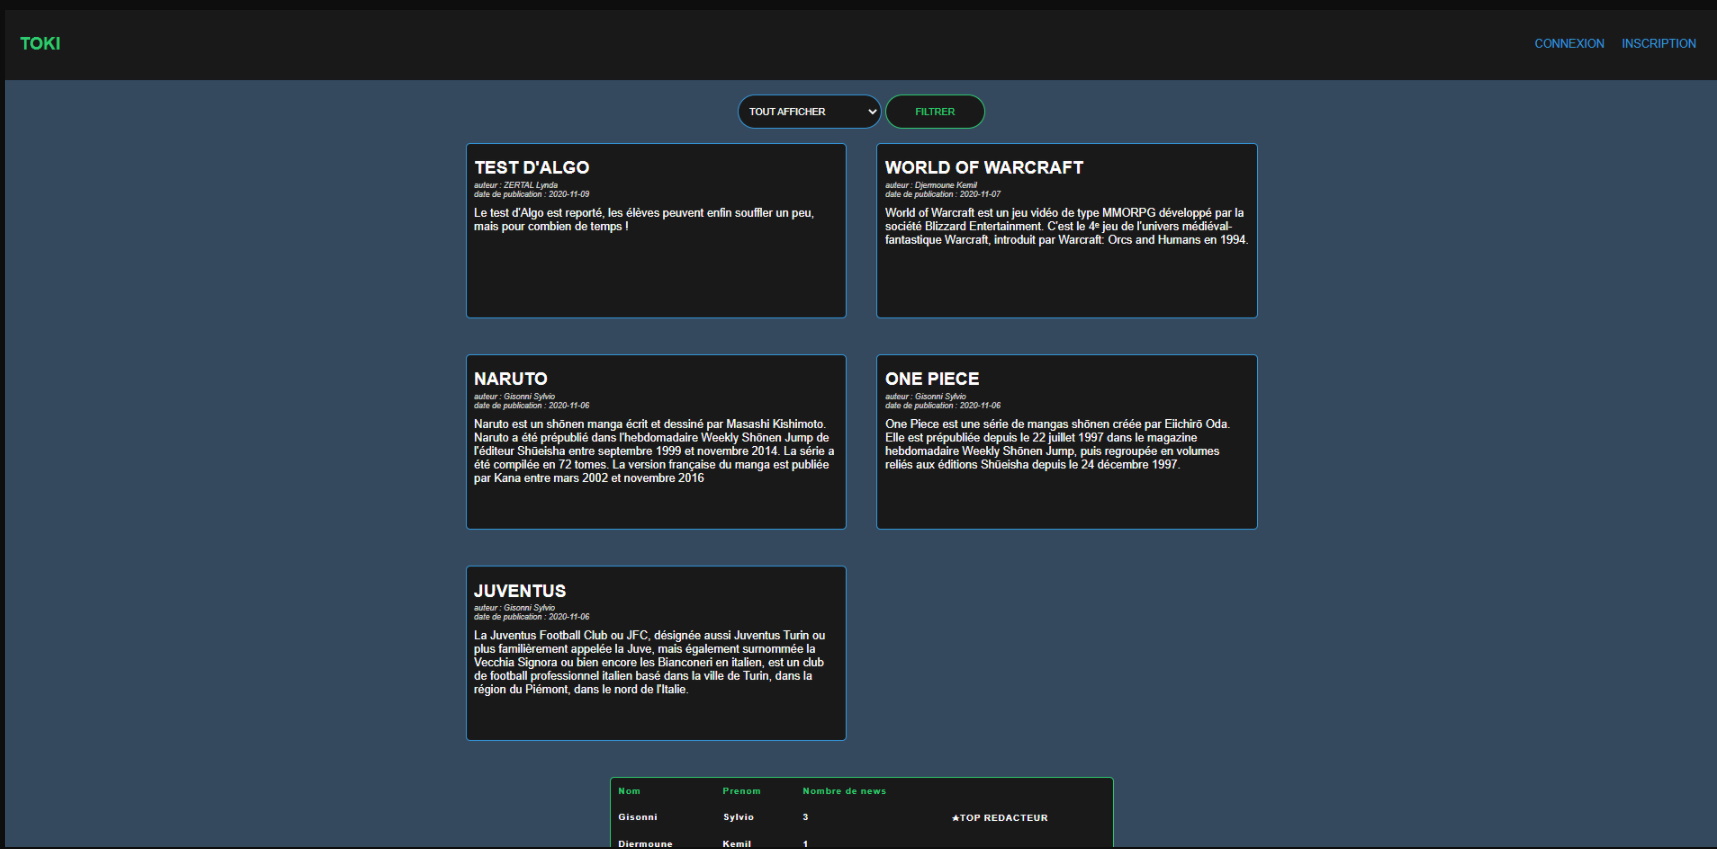 TOKI
CONNEXION INSCRIPTION
TOUT AFFICHER FILTRER
TEST D'ALGO
auteur : ZERTAL Lynda
date de publication : 2020-11-09
Le test d'Algo est reporté, les élèves peuvent enfin souffler un peu,
mais pour combien de temps !
WORLD OF WARCRAFT
auteur : Djermoune Kemil
date de publication : 2020-11-07
World of Warcraft est un jeu vidéo de type MMORPG développé par la
société Blizzard Entertainment. C'est le 4ᵉ jeu de l'univers médiéval-
fantastique Warcraft, introduit par Warcraft: Orcs and Humans en 1994.
NARUTO
auteur : Gisonni Sylvio
date de publication : 2020-11-06
Naruto est un shōnen manga écrit et dessiné par Masashi Kishimoto.
Naruto a été prépublié dans l'hebdomadaire Weekly Shōnen Jump de
l'éditeur Shūeisha entre septembre 1999 et novembre 2014. La série a
été compilée en 72 tomes. La version française du manga est publiée
par Kana entre mars 2002 et novembre 2016
ONE PIECE
auteur : Gisonni Sylvio
date de publication : 2020-11-06
One Piece est une série de mangas shōnen créée par Eiichirō Oda.
Elle est prépubliée depuis le 22 juillet 1997 dans le magazine
hebdomadaire Weekly Shōnen Jump, puis regroupée en volumes
reliés aux éditions Shūeisha depuis le 24 décembre 1997.
JUVENTUS
auteur : Gisonni Sylvio
date de publication : 2020-11-06
La Juventus Football Club ou JFC, désignée aussi Juventus Turin ou
plus familièrement appelée la Juve, mais également surnommée la
Vecchia Signora ou bien encore les Bianconeri en italien, est un club
de football professionnel italien basé dans la ville de Turin, dans la
région du Piémont, dans le nord de l'Italie.
Nom Prenom Nombre de news
Gisonni Sylvio 3 ★TOP REDACTEUR
Djermoune Kemil 1